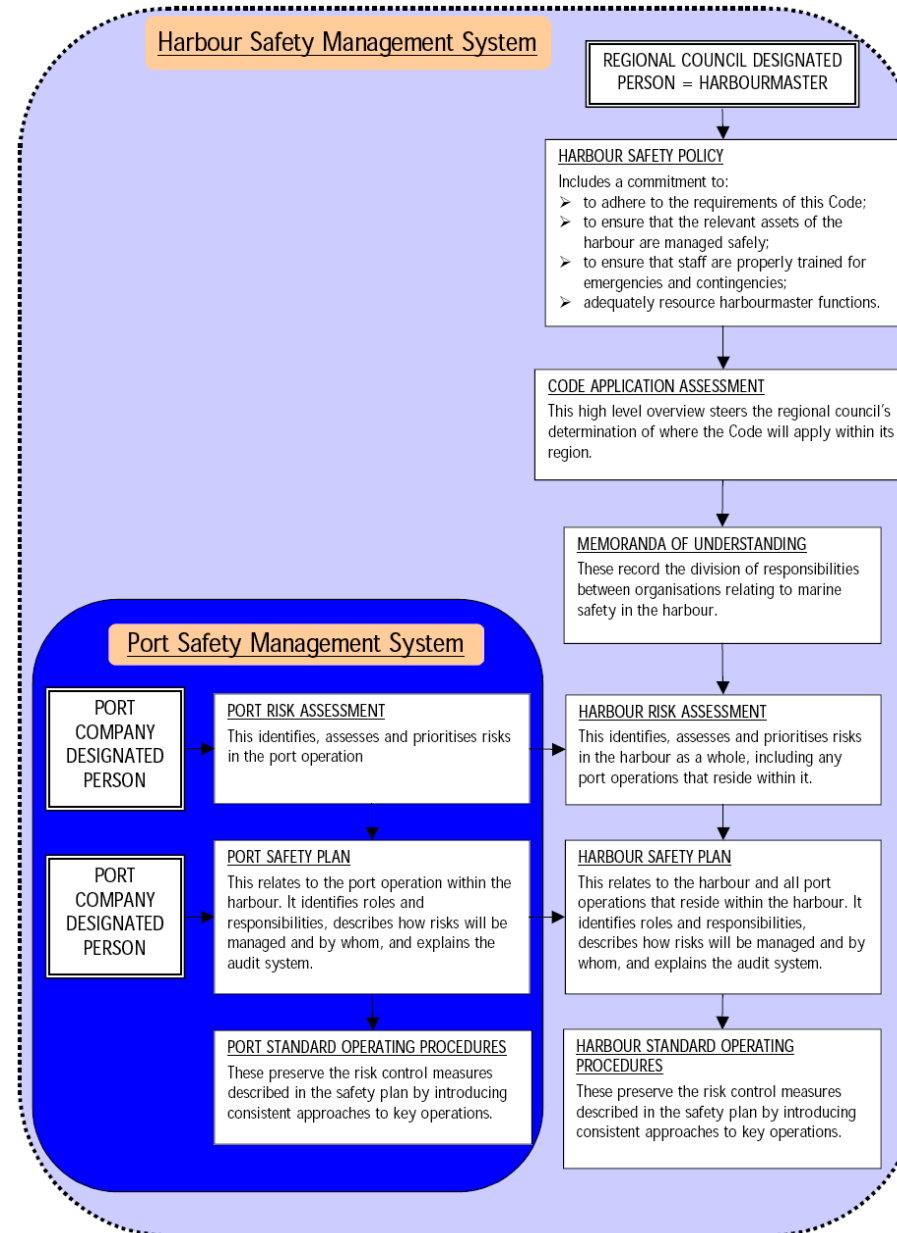 Harbour Safety Management System
REGIONAL COUNCIL DESIGNATED
PERSON = HARBOURMASTER
HARBOUR SAFETY POLICY
Includes a commitment to:
➢ to adhere to the requirements of this Code;
➢ to ensure that the relevant assets of the
harbour are managed safely;
➢ to ensure that staff are properly trained for
emergencies and contingencies;
➢ adequately resource harbourmaster functions.
CODE APPLICATION ASSESSMENT
This high level overview steers the regional council's
determination of where the Code will apply within its
region.
MEMORANDA OF UNDERSTANDING
These record the division of responsibilities
between organisations relating to marine
safety in the harbour.
Port Safety Management System
PORT
COMPANY
DESIGNATED
PERSON
PORT RISK ASSESSMENT
This identifies, assesses and prioritises risks
in the port operation
HARBOUR RISK ASSESSMENT
This identifies, assesses and prioritises risks
in the harbour as a whole, including any
port operations that reside within it.
PORT
COMPANY
DESIGNATED
PERSON
PORT SAFETY PLAN
This relates to the port operation within the
harbour. It identifies roles and
responsibilities, describes how risks will be
managed and by whom, and explains the
audit system.
HARBOUR SAFETY PLAN
This relates to the harbour and all port
operations that reside within the harbour. It
identifies roles and responsibilities,
describes how risks will be managed and by
whom, and explains the audit system.
PORT STANDARD OPERATING PROCEDURES
These preserve the risk control measures
described in the safety plan by introducing
consistent approaches to key operations.
HARBOUR STANDARD OPERATING
PROCEDURES
These preserve the risk control measures
described in the safety plan by introducing
consistent approaches to key operations.